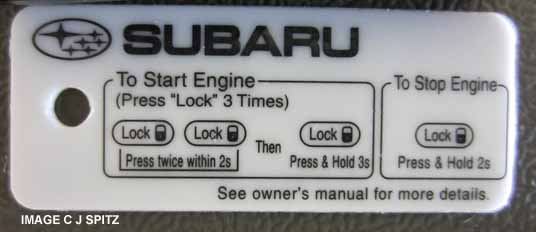 SUBARU
To Start Engine
(Press "Lock" 3 Times)
Lock Lock Then Lock
Press twice within 2s Press & Hold 3s
To Stop Engine
Lock
Press & Hold 2s
See owner's manual for more details.
IMAGE C J SPITZ